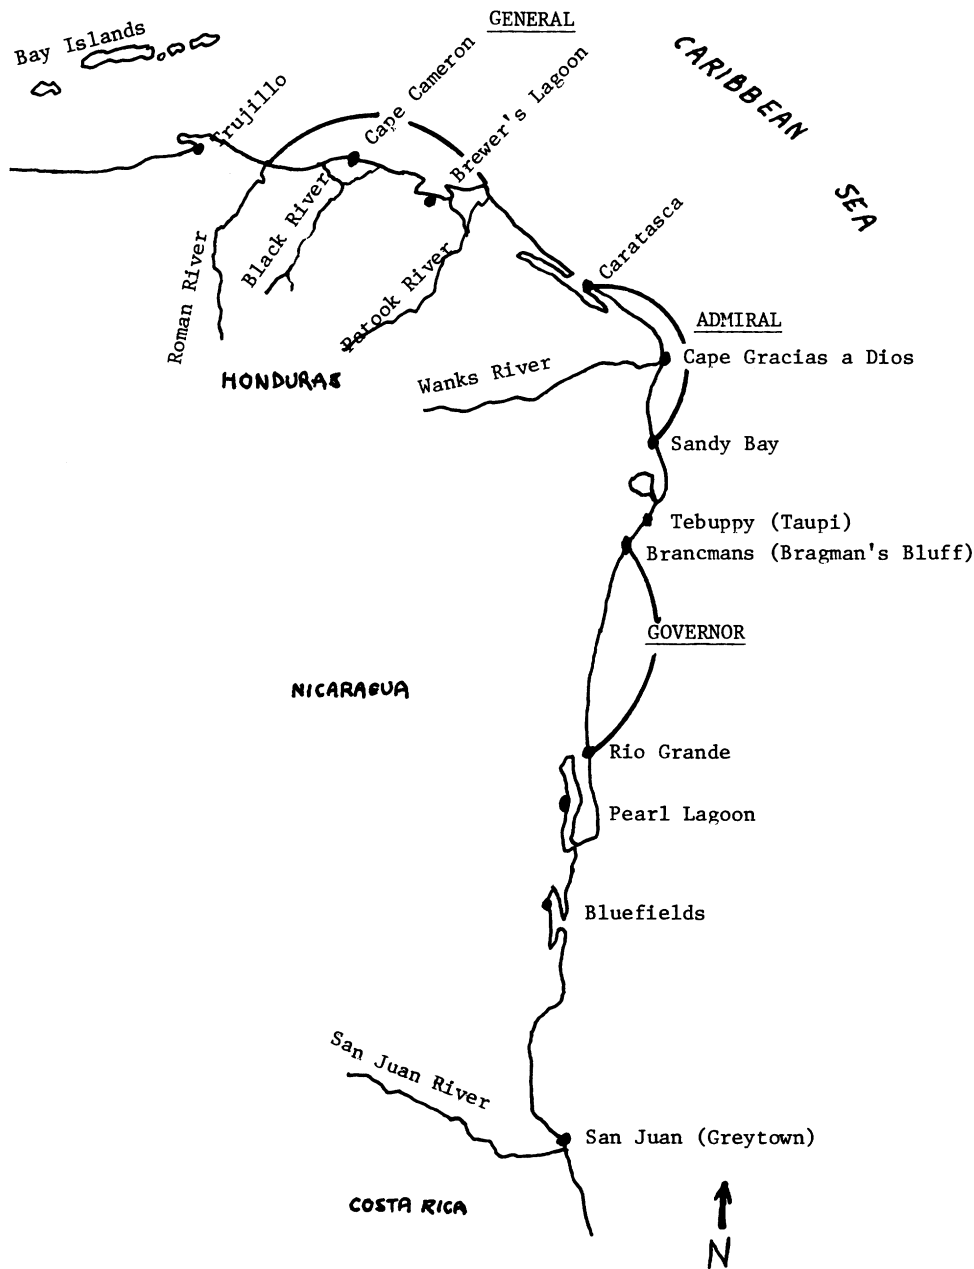 GENERAL
Bay Islands
CARIBBEAN
SEA
Trujillo
Cape Cameron
Brewer's Lagoon
Roman River
Black River
Patook River
Caratasca
ADMIRAL
HONDURAS
Wanks River
Cape Gracias a Dios
Sandy Bay
Tebuppy (Taupi)
Brancmans (Bragman's Bluff)
GOVERNOR
NICARAGUA
Rio Grande
Pearl Lagoon
Bluefields
San Juan River
San Juan (Greytown)
COSTA RICA
N